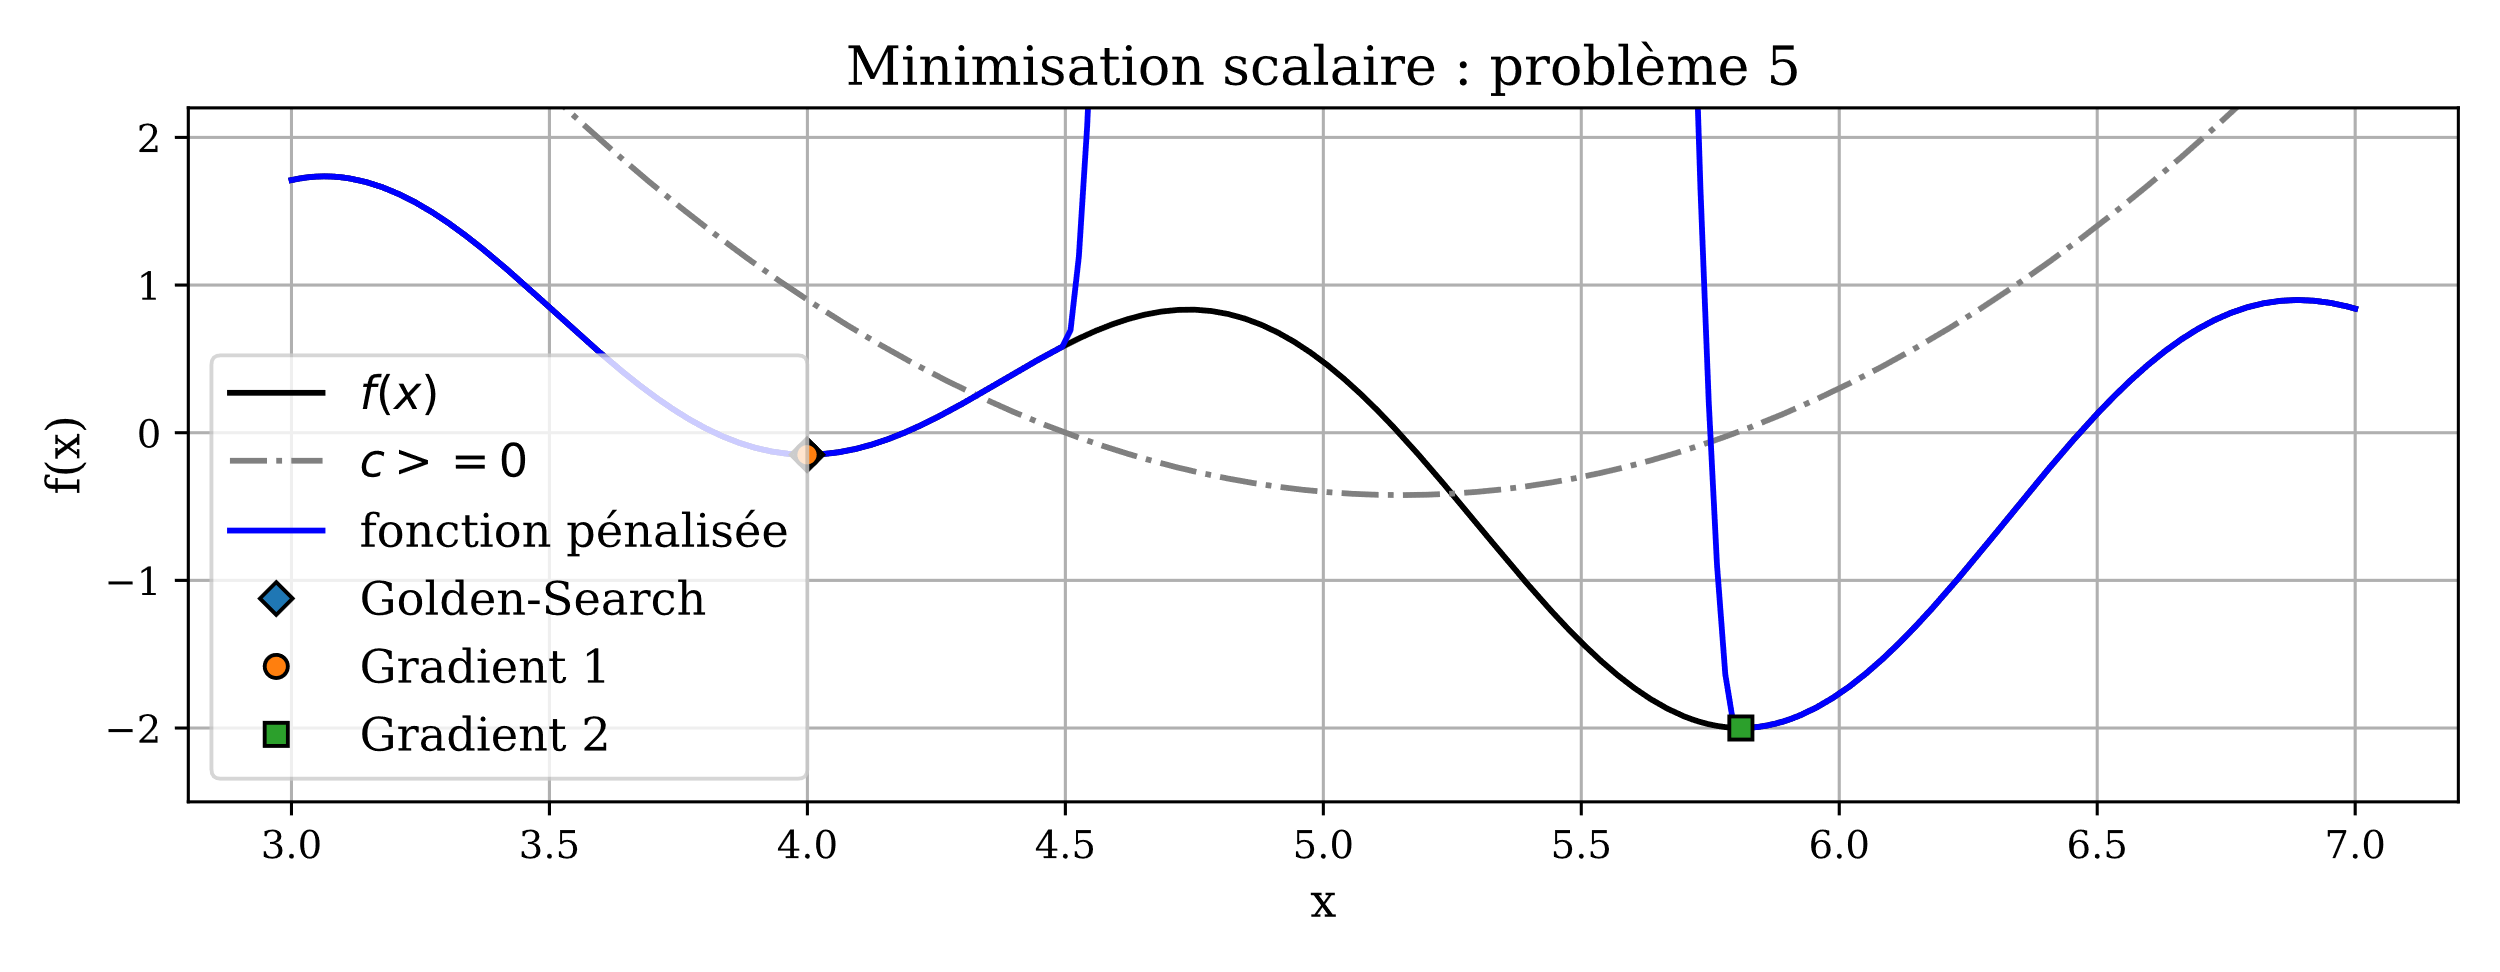 Minimisation scalaire : problème 5
f(x)
2
1
0
−1
−2
f(x)
c >= 0
fonction pénalisée
Golden-Search
Gradient 1
Gradient 2
3.0 3.5 4.0 4.5 5.0 5.5 6.0 6.5 7.0
x